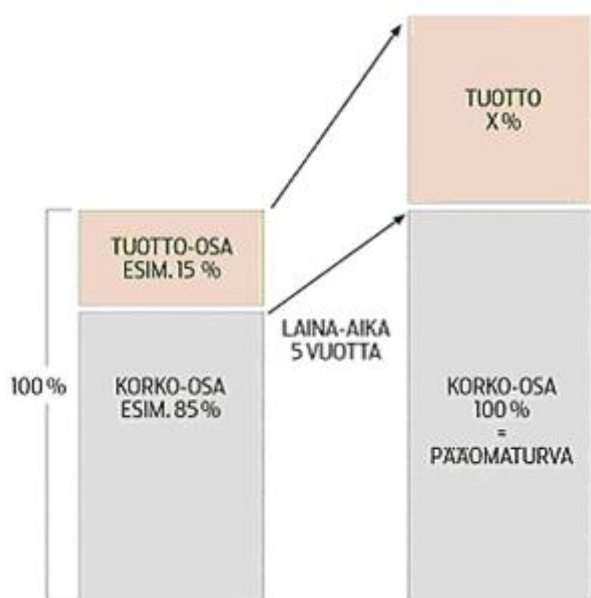 TUOTTO
X %
TUOTTO-OSA
ESIM. 15 %
LAINA-AIKA
5 VUOTTA
100 %
KORKO-OSA
ESIM. 85 %
KORKO-OSA
100 %
=
PÄÄOMATURVA